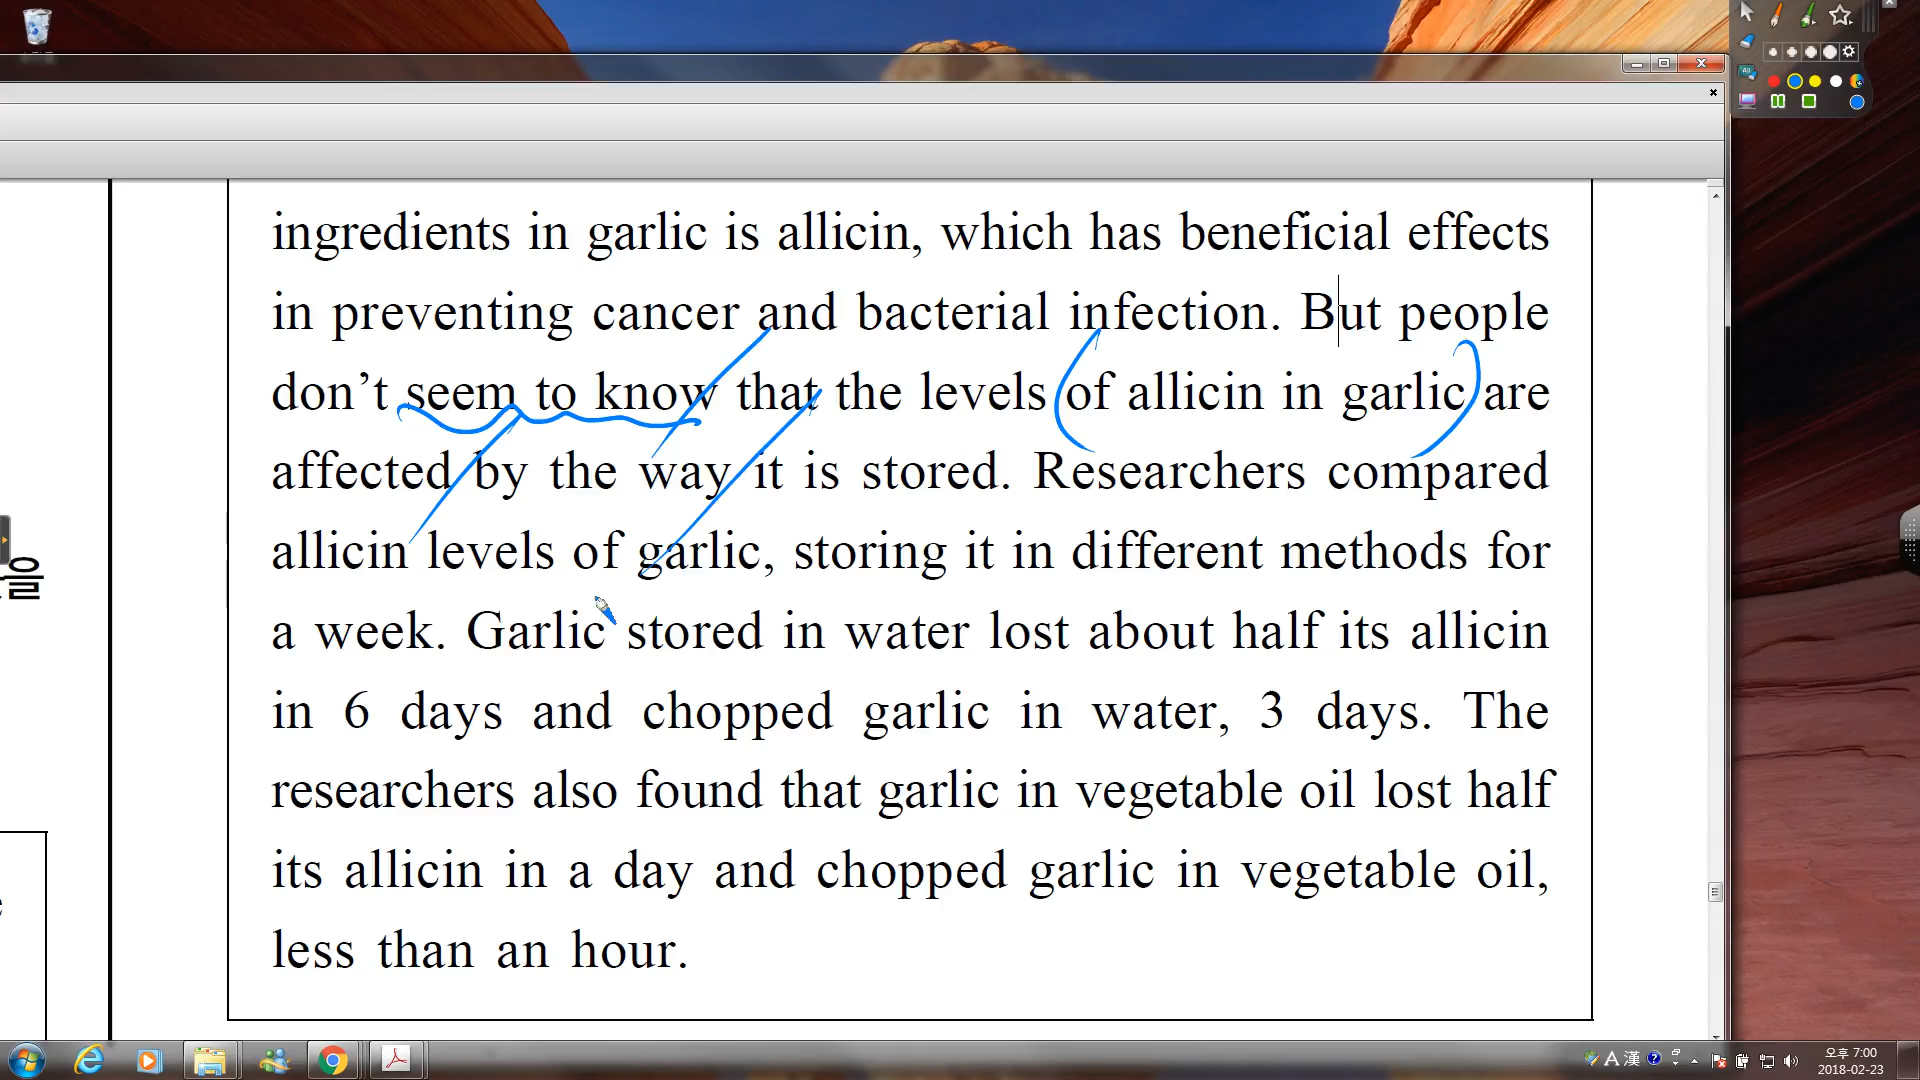 ingredients in garlic is allicin, which has beneficial effects
in preventing cancer and bacterial infection. But people
don’t seem to know that the levels of allicin in garlic are
affected by the way it is stored. Researchers compared
allicin levels of garlic, storing it in different methods for
을
a week. Garlic stored in water lost about half its allicin
in 6 days and chopped garlic in water, 3 days. The
researchers also found that garlic in vegetable oil lost half
its allicin in a day and chopped garlic in vegetable oil,
less than an hour.
A 漢
오후 7:00
2018-02-23